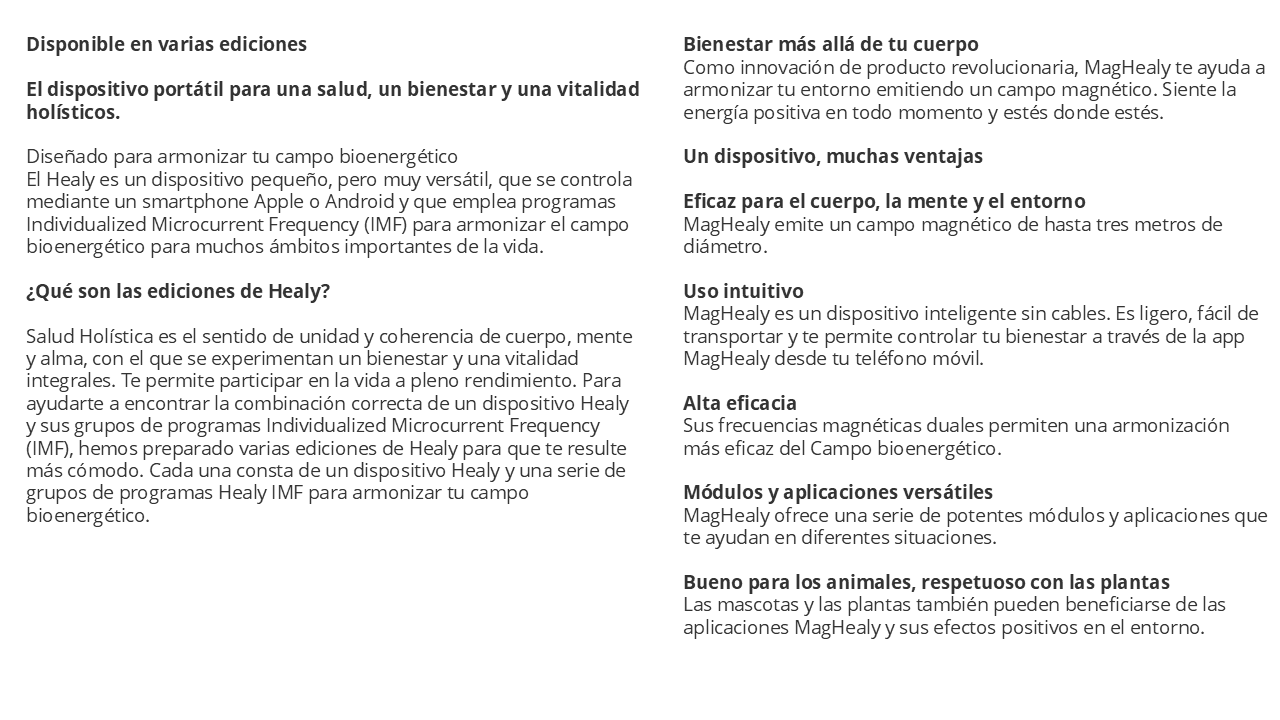 Disponible en varias ediciones
El dispositivo portátil para una salud, un bienestar y una vitalidad
holísticos.
Diseñado para armonizar tu campo bioenergético
El Healy es un dispositivo pequeño, pero muy versátil, que se controla
mediante un smartphone Apple o Android y que emplea programas
Individualized Microcurrent Frequency (IMF) para armonizar el campo
bioenergético para muchos ámbitos importantes de la vida.
¿Qué son las ediciones de Healy?
Salud Holística es el sentido de unidad y coherencia de cuerpo, mente
y alma, con el que se experimentan un bienestar y una vitalidad
integrales. Te permite participar en la vida a pleno rendimiento. Para
ayudarte a encontrar la combinación correcta de un dispositivo Healy
y sus grupos de programas Individualized Microcurrent Frequency
(IMF), hemos preparado varias ediciones de Healy para que te resulte
más cómodo. Cada una consta de un dispositivo Healy y una serie de
grupos de programas Healy IMF para armonizar tu campo
bioenergético.
Bienestar más allá de tu cuerpo
Como innovación de producto revolucionaria, MagHealy te ayuda a
armonizar tu entorno emitiendo un campo magnético. Siente la
energía positiva en todo momento y estés donde estés.
Un dispositivo, muchas ventajas
Eficaz para el cuerpo, la mente y el entorno
MagHealy emite un campo magnético de hasta tres metros de
diámetro.
Uso intuitivo
MagHealy es un dispositivo inteligente sin cables. Es ligero, fácil de
transportar y te permite controlar tu bienestar a través de la app
MagHealy desde tu teléfono móvil.
Alta eficacia
Sus frecuencias magnéticas duales permiten una armonización
más eficaz del Campo bioenergético.
Módulos y aplicaciones versátiles
MagHealy ofrece una serie de potentes módulos y aplicaciones que
te ayudan en diferentes situaciones.
Bueno para los animales, respetuoso con las plantas
Las mascotas y las plantas también pueden beneficiarse de las
aplicaciones MagHealy y sus efectos positivos en el entorno.